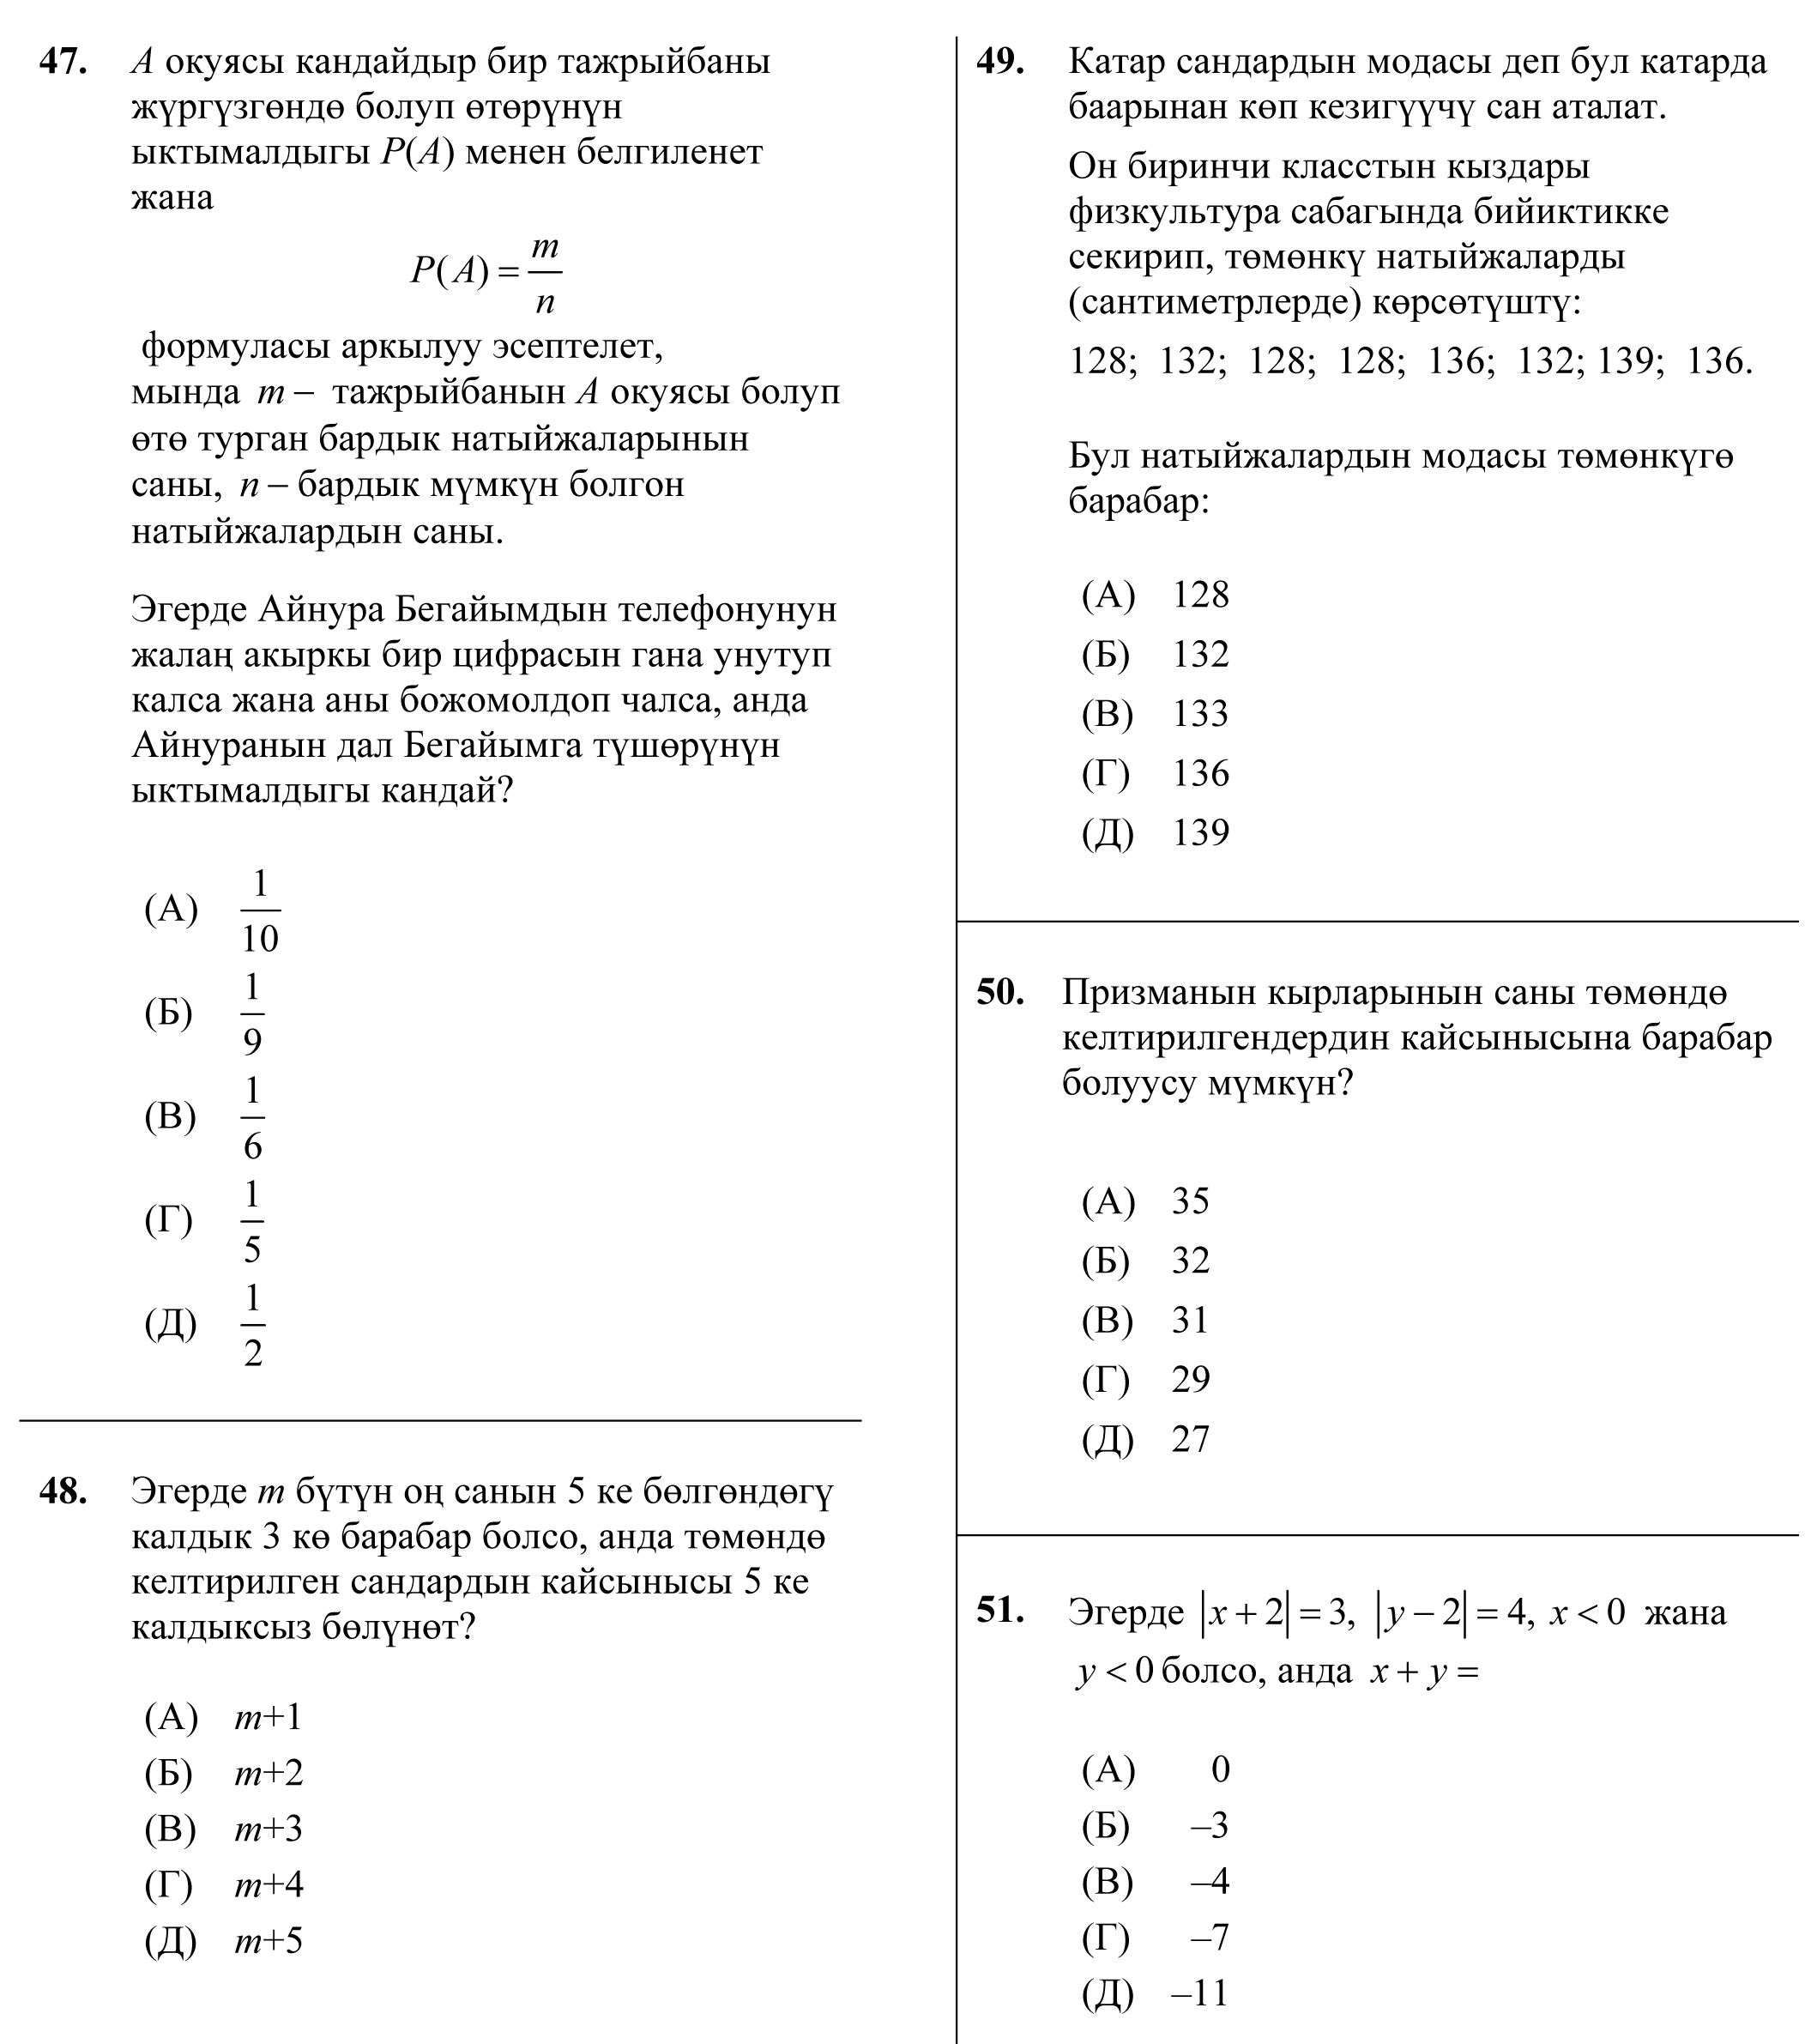 47. А окуясы кандайдыр бир тажрыйбаны
жүргүзгөндө болуп өтөрүнүн
ыктымалдыгы P(A) менен белгиленет
жана
P(A) = m/n
формуласы аркылуу эсептелет,
мында m – тажрыйбанын А окуясы болуп
өтө турган бардык натыйжаларынын
саны, n – бардык мүмкүн болгон
натыйжалардын саны.
Эгерде Айнура Бегайымдын телефонунун
жалаң акыркы бир цифрасын гана унутуп
калса жана аны божомолдоп чалса, анда
Айнуранын дал Бегайымга түшөрүнүн
ыктымалдыгы кандай?
(А) 1/10
(Б) 1/9
(В) 1/6
(Г) 1/5
(Д) 1/2
48. Эгерде m бүтүн оң санын 5 ке бөлгөндөгү
калдык 3 кө барабар болсо, анда төмөндө
келтирилген сандардын кайсынысы 5 ке
калдыксыз бөлүнөт?
(А) m+1
(Б) m+2
(В) m+3
(Г) m+4
(Д) m+5
49. Катар сандардын модасы деп бул катарда
баарынан көп кезигүүчү сан аталат.
Он биринчи класстын кыздары
физкультура сабагында бийиктикке
секирип, төмөнкү натыйжаларды
(сантиметрлерде) көрсөтүштү:
128; 132; 128; 128; 136; 132; 139; 136.
Бул натыйжалардын модасы төмөнкүгө
барабар:
(А) 128
(Б) 132
(В) 133
(Г) 136
(Д) 139
50. Призманын кырларынын саны төмөндө
келтирилгендердин кайсынысына барабар
болуусу мүмкүн?
(А) 35
(Б) 32
(В) 31
(Г) 29
(Д) 27
51. Эгерде |x + 2| = 3, |y − 2| = 4, x < 0 жана
y < 0 болсо, анда x + y =
(А) 0
(Б) –3
(В) –4
(Г) –7
(Д) –11